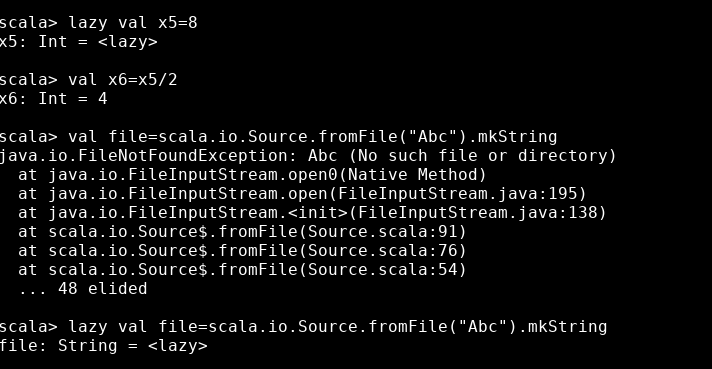 scala> lazy val x5=8
x5: Int = <lazy>
scala> val x6=x5/2
x6: Int = 4
scala> val file=scala.io.Source.fromFile("Abc").mkString
java.io.FileNotFoundException: Abc (No such file or directory)
at java.io.FileInputStream.open0(Native Method)
at java.io.FileInputStream.open(FileInputStream.java:195)
at java.io.FileInputStream.<init>(FileInputStream.java:138)
at scala.io.Source$.fromFile(Source.scala:91)
at scala.io.Source$.fromFile(Source.scala:76)
at scala.io.Source$.fromFile(Source.scala:54)
... 48 elided
scala> lazy val file=scala.io.Source.fromFile("Abc").mkString
file: String = <lazy>